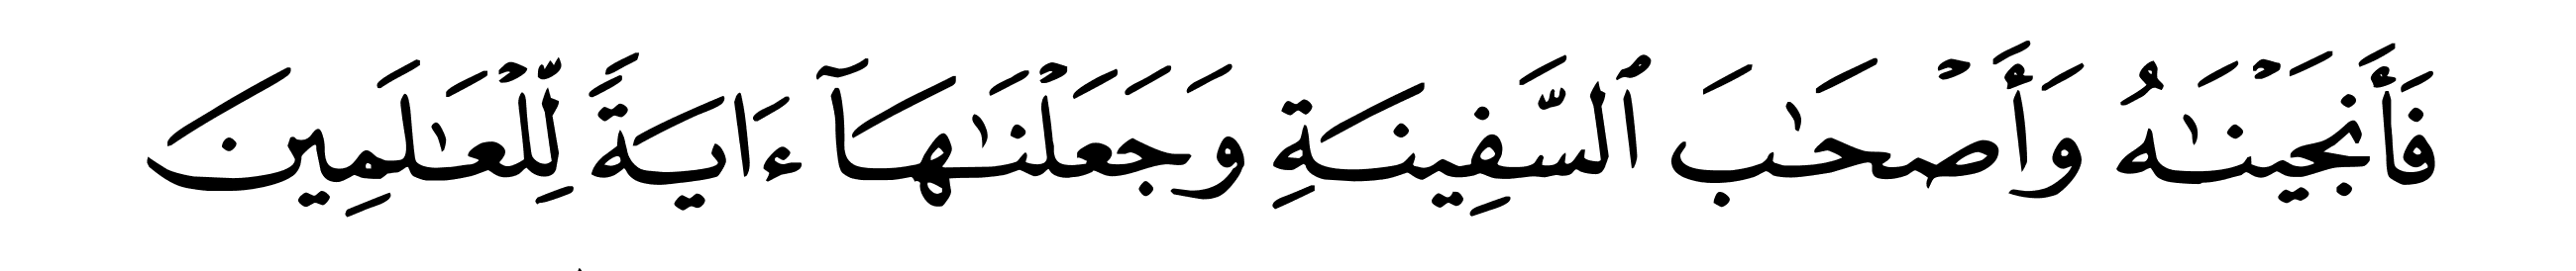 فَأَنجَيْنَـٰهُ وَأَصْحَـٰبَ ٱلسَّفِينَةِ وَجَعَلْنَـٰهَآ ءَايَةً لِّلْعَـٰلَمِينَ